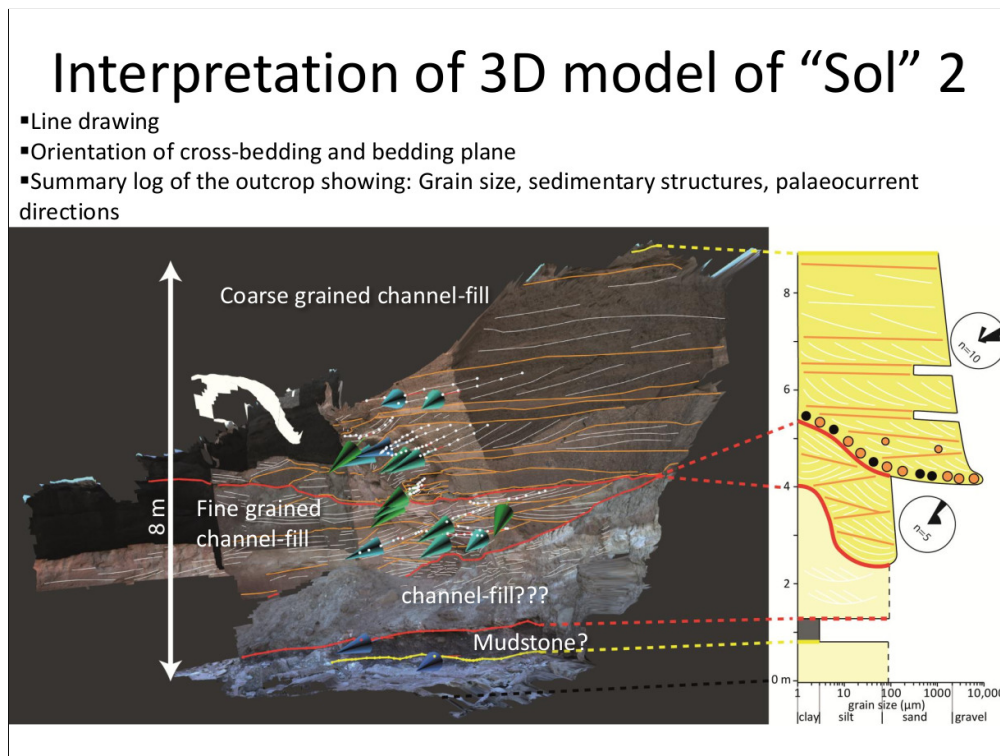 Interpretation of 3D model of “Sol” 2
▪Line drawing
▪Orientation of cross-bedding and bedding plane
▪Summary log of the outcrop showing: Grain size, sedimentary structures, palaeocurrent
directions
Coarse grained channel-fill
8 m
Fine grained
channel-fill
channel-fill???
Mudstone?
8
6
4
2
0 m
n=10
n=5
1 10 100 1000 10,000
grain size (µm)
clay silt sand gravel